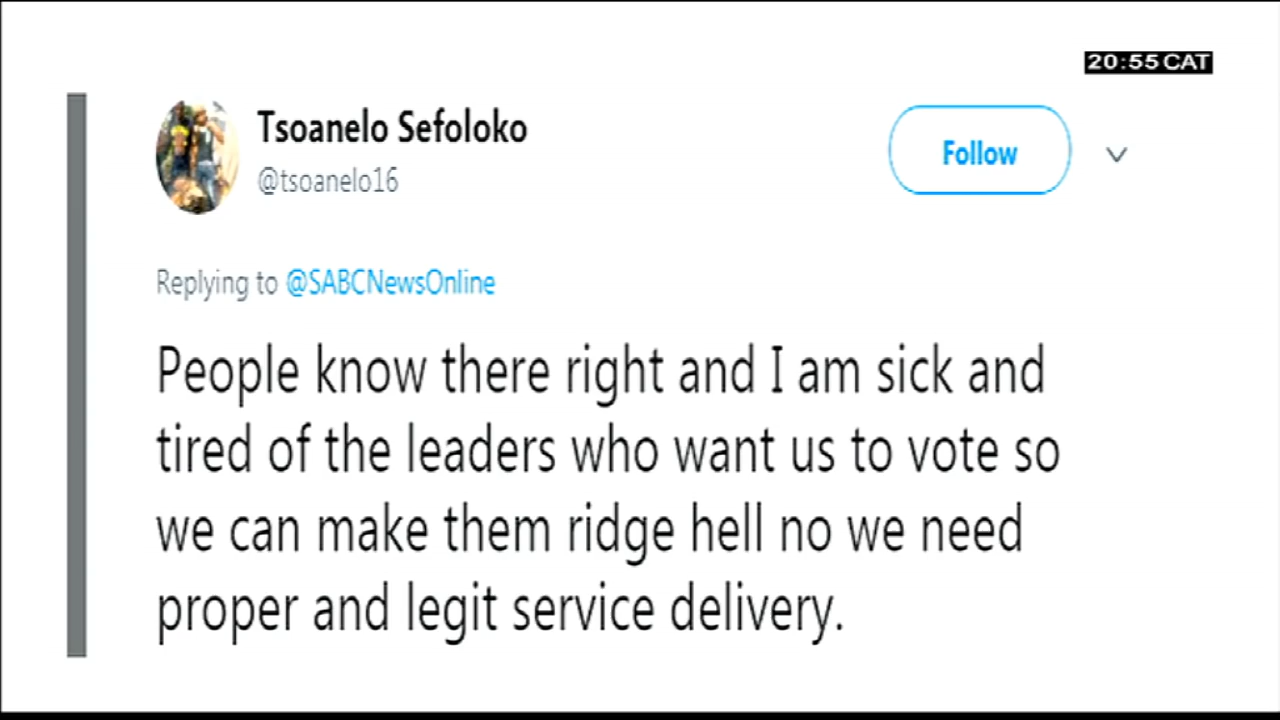 20:55 CAT
Tsoanelo Sefoloko
@tsoanelo16
Follow
Replying to @SABCNewsOnline
People know there right and I am sick and
tired of the leaders who want us to vote so
we can make them ridge hell no we need
proper and legit service delivery.